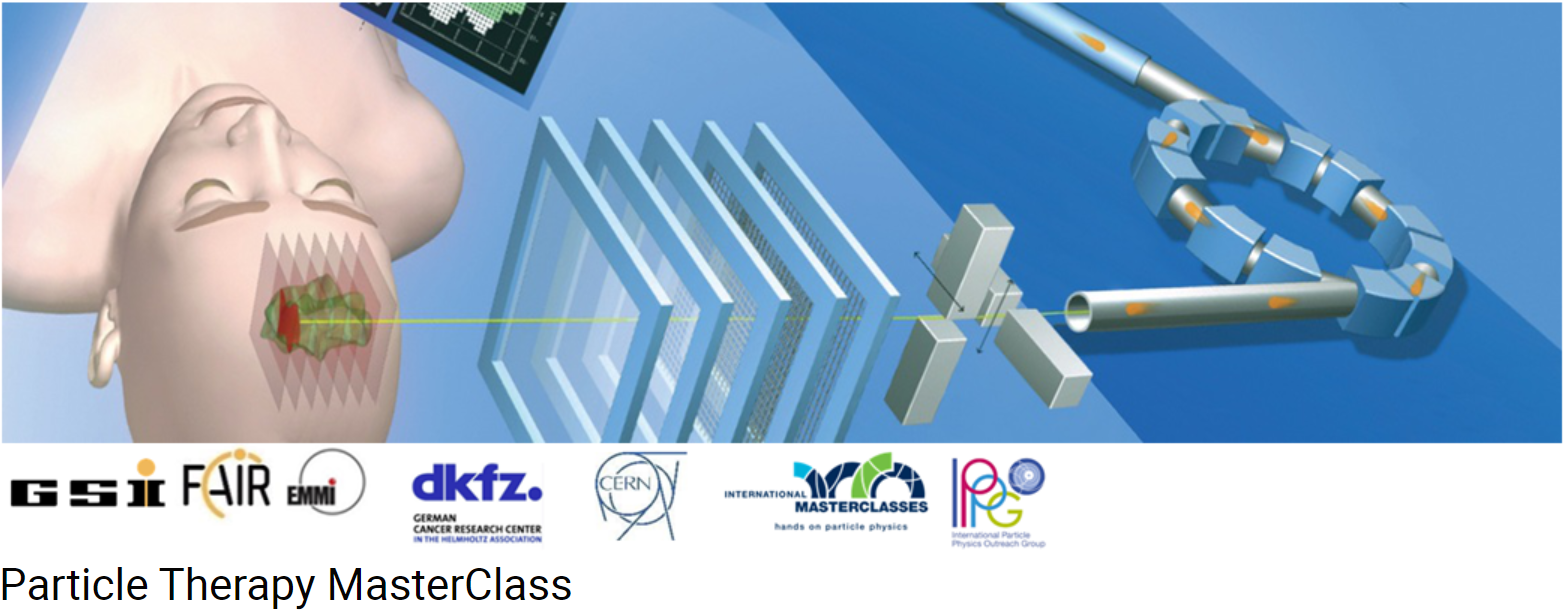 GSI FAIR EMMi
dkfz.
GERMAN
CANCER RESEARCH CENTER
IN THE HELMHOLTZ ASSOCIATION
CERN
INTERNATIONAL
MASTERCLASSES
hands on particle physics
IPPOG
International Particle
Physics Outreach Group
Particle Therapy MasterClass